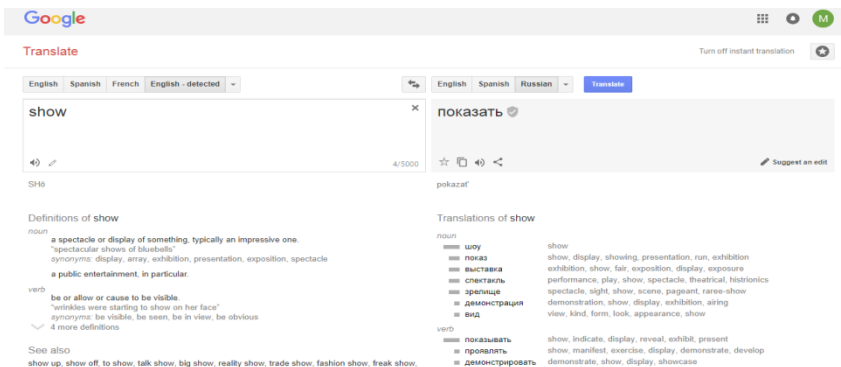 Google
M
Translate
Turn off instant translation
English Spanish French English - detected
English Spanish Russian Translate
show
показать
4/5000
Suggest an edit
SHō
pokazat'
Definitions of show
noun
a spectacle or display of something, typically an impressive one.
"spectacular shows of bluebells"
synonyms: display, array, exhibition, presentation, exposition, spectacle
a public entertainment, in particular.
verb
be or allow or cause to be visible.
"wrinkles were starting to show on her face"
synonyms: be visible, be seen, be in view, be obvious
4 more definitions
See also
show up, show off, to show, talk show, big show, reality show, trade show, fashion show, freak show,
Translations of show
noun
шоу show
показ show, display, showing, presentation, run, exhibition
выставка exhibition, show, fair, exposition, display, exposure
спектакль performance, play, show, spectacle, theatrical, histrionics
зрелище spectacle, sight, show, scene, pageant, raree-show
демонстрация demonstration, show, display, exhibition, airing
вид view, kind, form, look, appearance, show
verb
показывать show, indicate, display, reveal, exhibit, present
проявлять show, manifest, exercise, display, demonstrate, develop
демонстрировать demonstrate, show, display, showcase